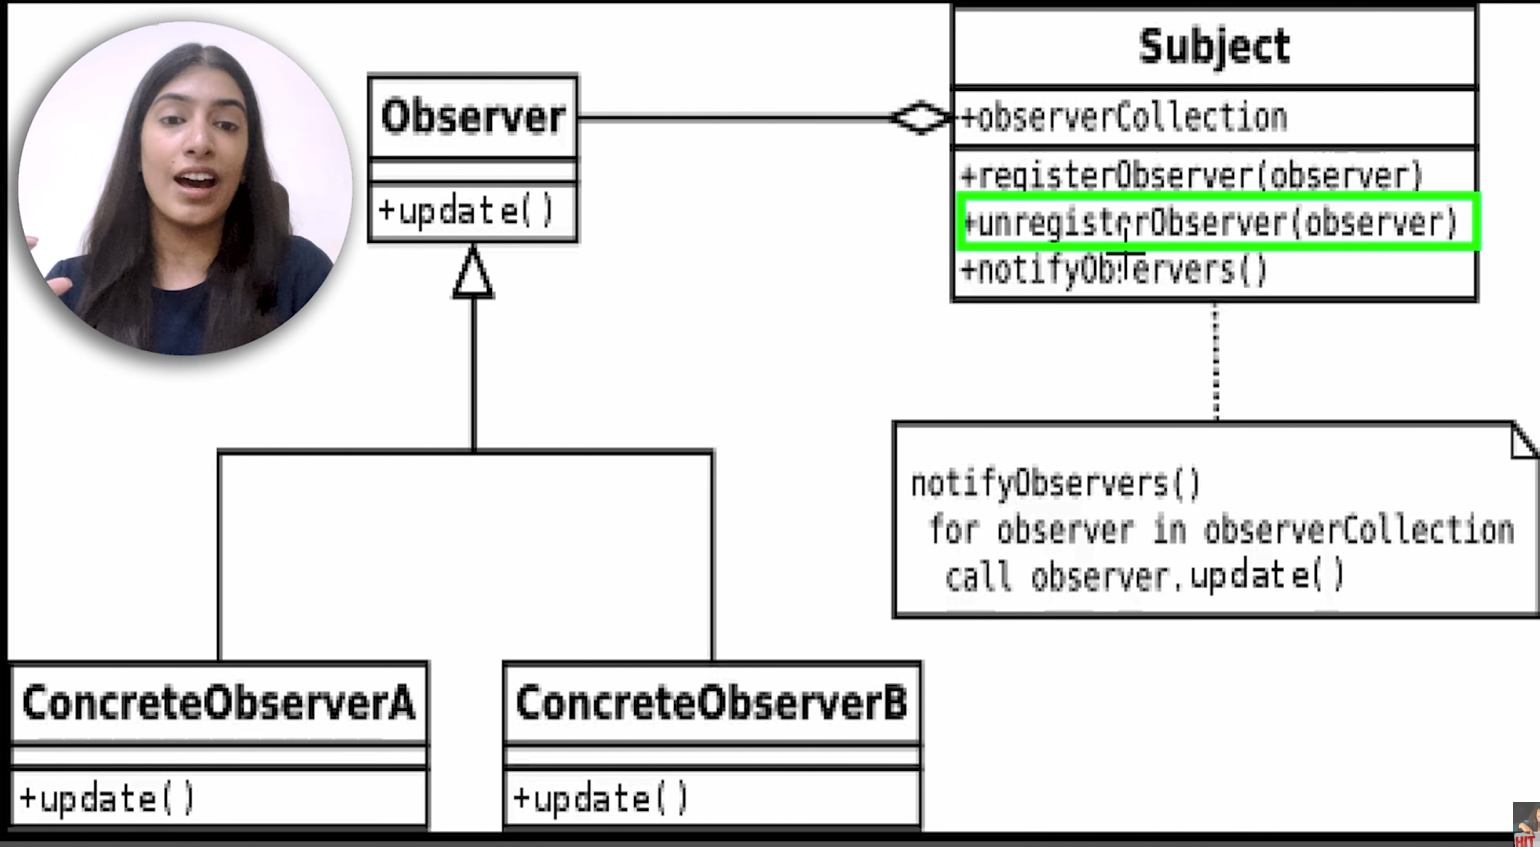 Subject
+observerCollection
+registerObserver(observer)
+unregisterObserver(observer)
+notifyObservers()
Observer
+update()
notifyObservers()
for observer in observerCollection
call observer.update()
ConcreteObserverA
+update()
ConcreteObserverB
+update()
HIT